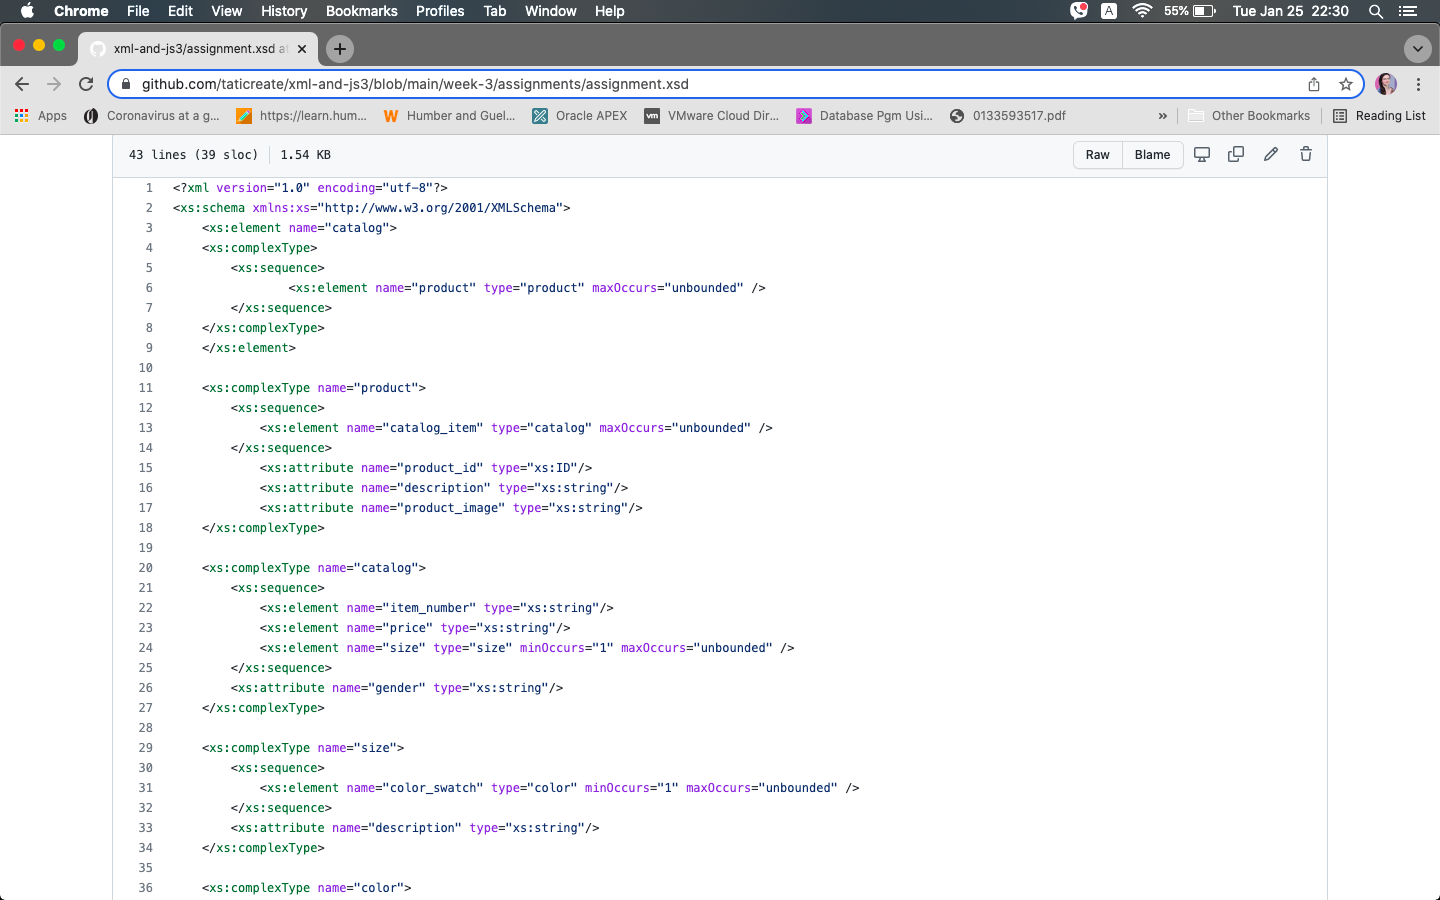 Chrome File Edit View History Bookmarks Profiles Tab Window Help A 55% Tue Jan 25 22:30
xml-and-js3/assignment.xsd at
github.com/taticreate/xml-and-js3/blob/main/week-3/assignments/assignment.xsd
Apps Coronavirus at a g... https://learn.hum... W Humber and Guel... Oracle APEX vm VMware Cloud Dir... Database Pgm Usi... 0133593517.pdf » Other Bookmarks Reading List
43 lines (39 sloc) 1.54 KB Raw Blame
1 <?xml version="1.0" encoding="utf-8"?>
2 <xs:schema xmlns:xs="http://www.w3.org/2001/XMLSchema">
3 <xs:element name="catalog">
4 <xs:complexType>
5 <xs:sequence>
6 <xs:element name="product" type="product" maxOccurs="unbounded" />
7 </xs:sequence>
8 </xs:complexType>
9 </xs:element>
10
11 <xs:complexType name="product">
12 <xs:sequence>
13 <xs:element name="catalog_item" type="catalog" maxOccurs="unbounded" />
14 </xs:sequence>
15 <xs:attribute name="product_id" type="xs:ID"/>
16 <xs:attribute name="description" type="xs:string"/>
17 <xs:attribute name="product_image" type="xs:string"/>
18 </xs:complexType>
19
20 <xs:complexType name="catalog">
21 <xs:sequence>
22 <xs:element name="item_number" type="xs:string"/>
23 <xs:element name="price" type="xs:string"/>
24 <xs:element name="size" type="size" minOccurs="1" maxOccurs="unbounded" />
25 </xs:sequence>
26 <xs:attribute name="gender" type="xs:string"/>
27 </xs:complexType>
28
29 <xs:complexType name="size">
30 <xs:sequence>
31 <xs:element name="color_swatch" type="color" minOccurs="1" maxOccurs="unbounded" />
32 </xs:sequence>
33 <xs:attribute name="description" type="xs:string"/>
34 </xs:complexType>
35
36 <xs:complexType name="color">